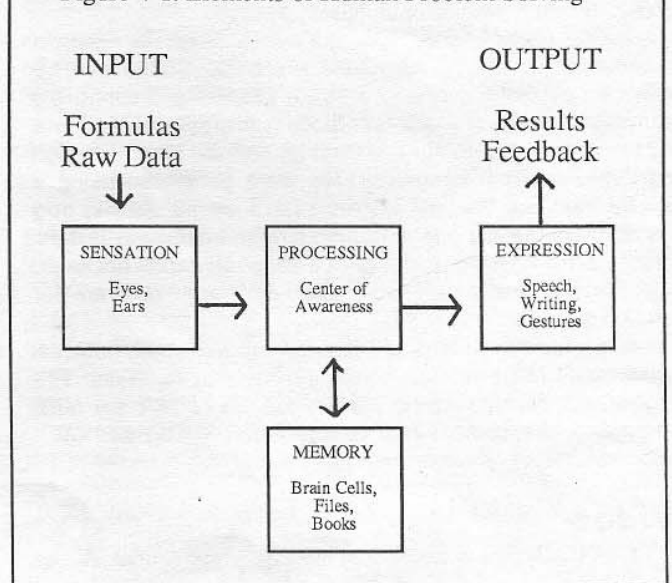 INPUT
Formulas
Raw Data
OUTPUT
Results
Feedback
SENSATION
Eyes,
Ears
PROCESSING
Center of
Awareness
EXPRESSION
Speech,
Writing,
Gestures
MEMORY
Brain Cells,
Files,
Books